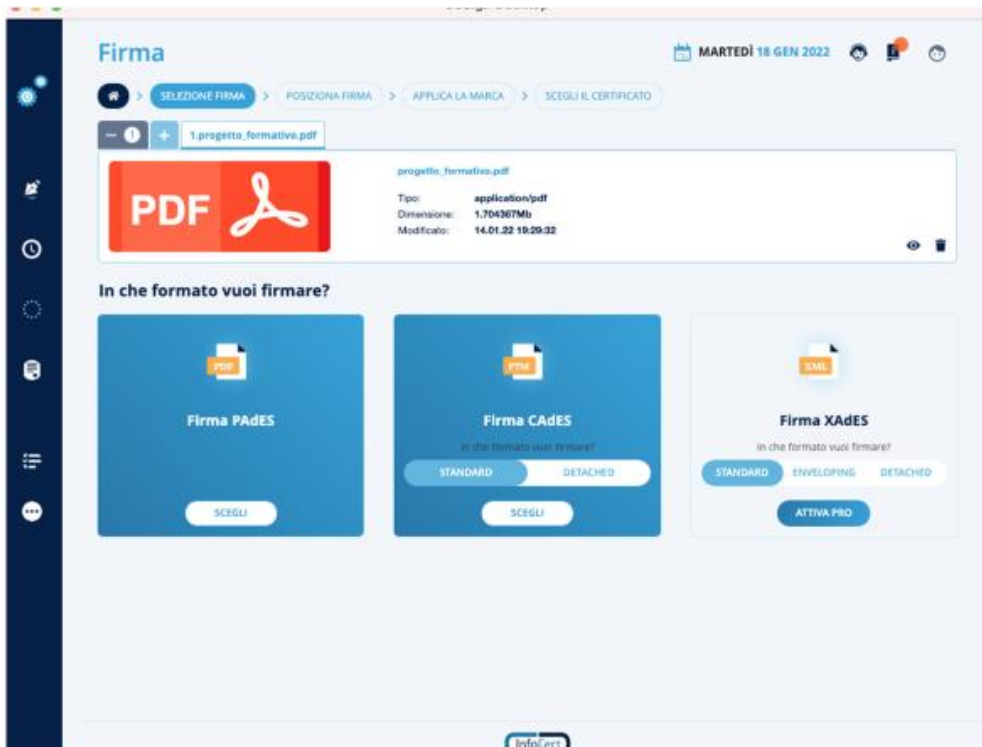 Firma
MARTEDÌ 18 GEN 2022
SELEZIONE FIRMA > POSIZIONA FIRMA > APPLICA LA MARCA > SCEGLI IL CERTIFICATO
1 + 1.progetto_formativo.pdf
PDF
progetto_formativo.pdf
Tipo: application/pdf
Dimensione: 1.704367Mb
Modificato: 14.01.22 19:29:32
In che formato vuoi firmare?
PDF
Firma PAdES
SCEGLI
P7M
Firma CAdES
In che formato vuoi firmare?
STANDARD DETACHED
SCEGLI
XML
Firma XAdES
In che formato vuoi firmare?
STANDARD ENVELOPING DETACHED
ATTIVA PRO
InfoCert